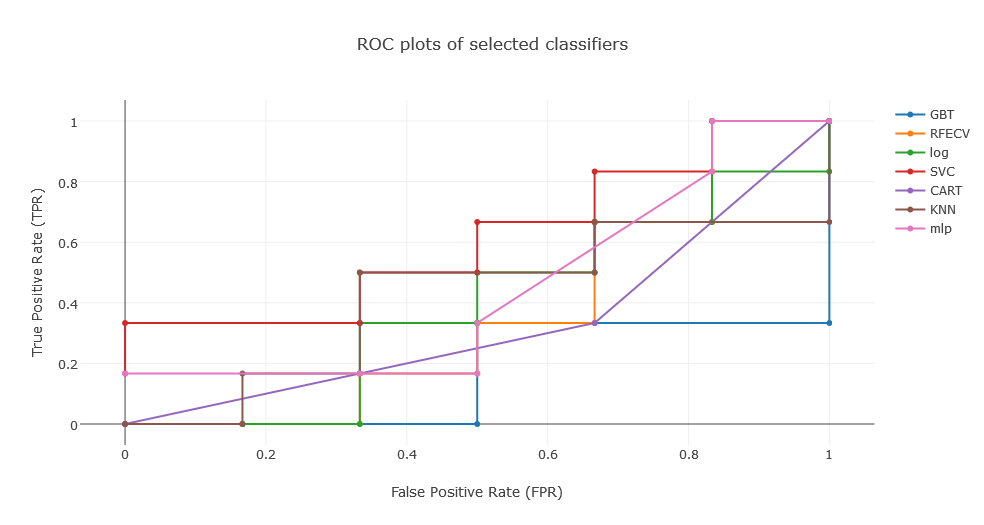 ROC plots of selected classifiers
GBT
RFECV
log
SVC
CART
KNN
mlp
True Positive Rate (TPR)
1
0.8
0.6
0.4
0.2
0
0 0.2 0.4 0.6 0.8 1
False Positive Rate (FPR)